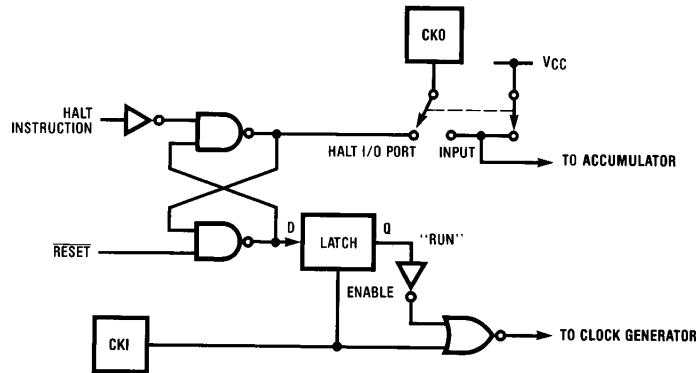 CKO
VCC
HALT
INSTRUCTION
HALT I/O PORT
INPUT
TO ACCUMULATOR
RESET
D
LATCH
Q
"RUN"
ENABLE
CKI
TO CLOCK GENERATOR